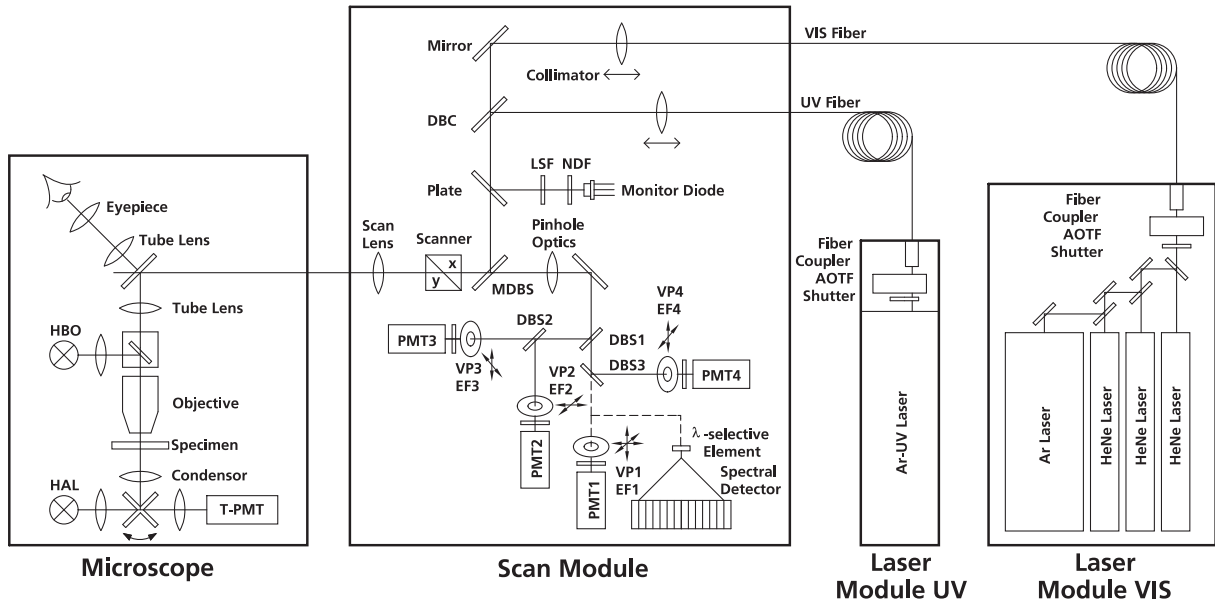 Mirror
Collimator
VIS Fiber
DBC
UV Fiber
LSF NDF
Plate
Monitor Diode
Eyepiece
Tube Lens
Scan
Lens
Scanner
x
y
Pinhole
Optics
MDBS
Fiber
Coupler
AOTF
Shutter
Fiber
Coupler
AOTF
Shutter
Tube Lens
HBO
PMT3
DBS2
VP4
EF4
DBS1
DBS3
VP3
EF3
VP2
EF2
PMT4
Objective
Specimen
Condensor
HAL
T-PMT
PMT2
PMT1
VP1
EF1
λ-selective
Element
Spectral
Detector
Ar-UV Laser
Ar Laser
HeNe Laser
HeNe Laser
HeNe Laser
Microscope
Scan Module
Laser
Module UV
Laser
Module VIS